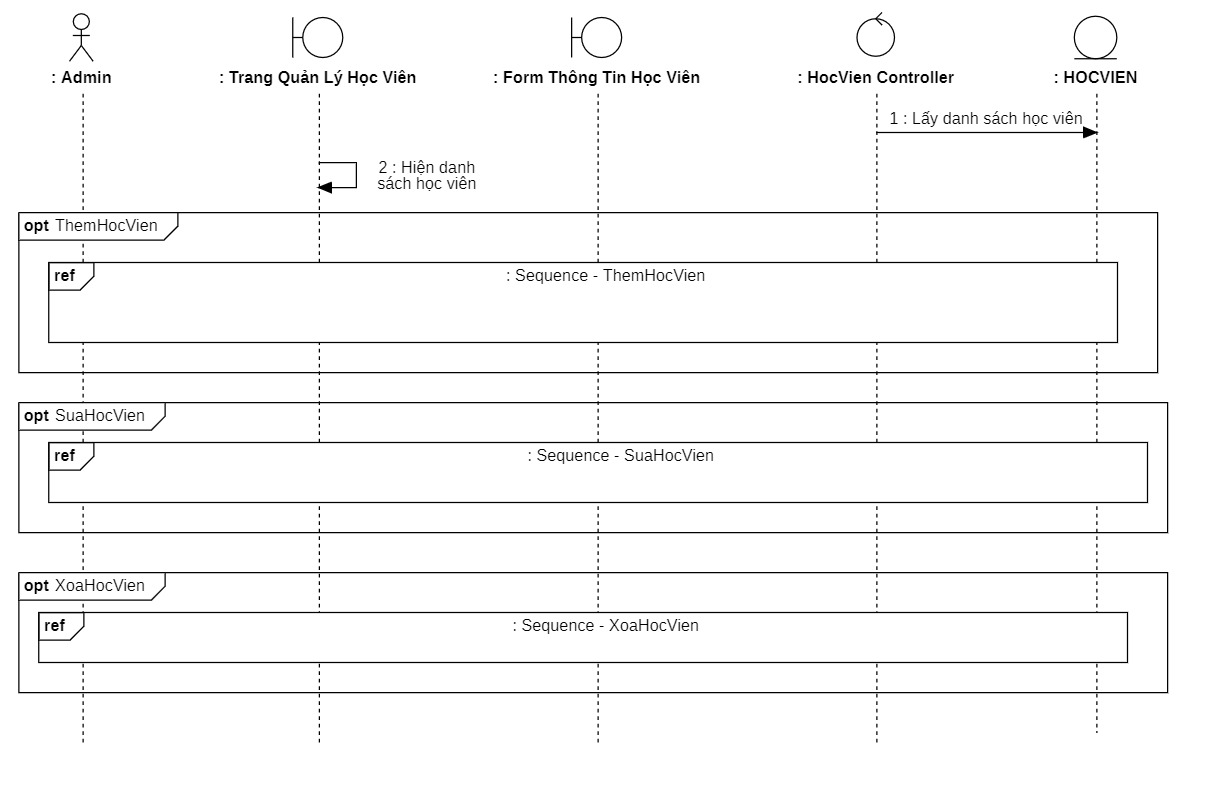 : Admin
: Trang Quản Lý Học Viên
: Form Thông Tin Học Viên
: HocVien Controller
: HOCVIEN
1 : Lấy danh sách học viên
2 : Hiện danh
sách học viên
opt ThemHocVien
ref
: Sequence - ThemHocVien
opt SuaHocVien
ref
: Sequence - SuaHocVien
opt XoaHocVien
ref
: Sequence - XoaHocVien